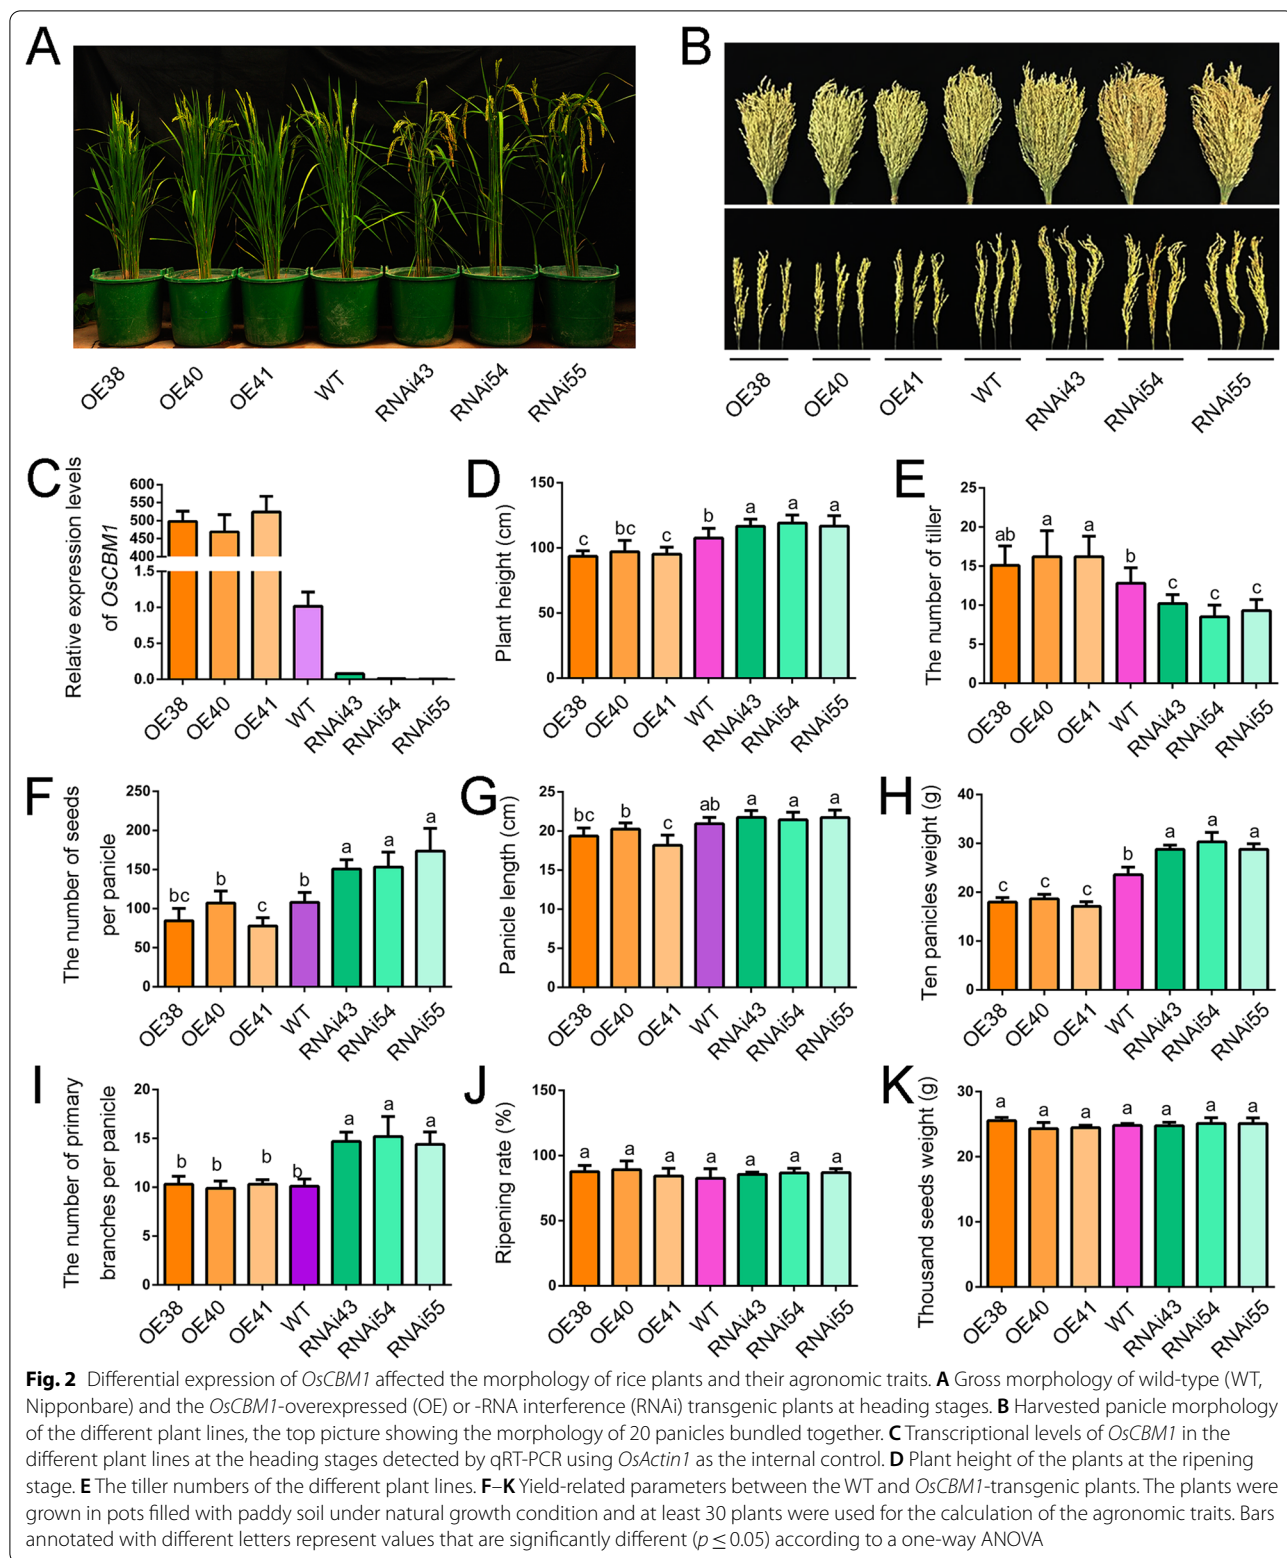 A
B
OE38 OE40 OE41 WT RNAi43 RNAi54 RNAi55
OE38 OE40 OE41 WT RNAi43 RNAi54 RNAi55
C
Relative expression levels
of OsCBM1
600
550
500
450
400
1.5
1.0
0.5
0.0
OE38 OE40 OE41 WT RNAi43 RNAi54 RNAi55
D
Plant height (cm)
150
100
50
0
c bc c b a a a
OE38 OE40 OE41 WT RNAi43 RNAi54 RNAi55
E
The number of tiller
25
20
15
10
5
0
ab a a b c c c
OE38 OE40 OE41 WT RNAi43 RNAi54 RNAi55
F
The number of seeds
per panicle
250
200
150
100
50
0
bc b c b a a a
OE38 OE40 OE41 WT RNAi43 RNAi54 RNAi55
G
Panicle length (cm)
25
20
15
10
5
0
bc b c ab a a a
OE38 OE40 OE41 WT RNAi43 RNAi54 RNAi55
H
Ten panicles weight (g)
40
30
20
10
0
c c c b a a a
OE38 OE40 OE41 WT RNAi43 RNAi54 RNAi55
I
The number of primary
branches per panicle
20
15
10
5
0
b b b b a a a
OE38 OE40 OE41 WT RNAi43 RNAi54 RNAi55
J
Ripening rate (%)
150
100
50
0
a a a a a a a
OE38 OE40 OE41 WT RNAi43 RNAi54 RNAi55
K
Thousand seeds weight (g)
30
20
10
0
a a a a a a a
OE38 OE40 OE41 WT RNAi43 RNAi54 RNAi55
Fig. 2 Differential expression of OsCBM1 affected the morphology of rice plants and their agronomic traits. A Gross morphology of wild-type (WT,
Nipponbare) and the OsCBM1-overexpressed (OE) or -RNA interference (RNAi) transgenic plants at heading stages. B Harvested panicle morphology
of the different plant lines, the top picture showing the morphology of 20 panicles bundled together. C Transcriptional levels of OsCBM1 in the
different plant lines at the heading stages detected by qRT-PCR using OsActin1 as the internal control. D Plant height of the plants at the ripening
stage. E The tiller numbers of the different plant lines. F–K Yield-related parameters between the WT and OsCBM1-transgenic plants. The plants were
grown in pots filled with paddy soil under natural growth condition and at least 30 plants were used for the calculation of the agronomic traits. Bars
annotated with different letters represent values that are significantly different (p ≤ 0.05) according to a one-way ANOVA